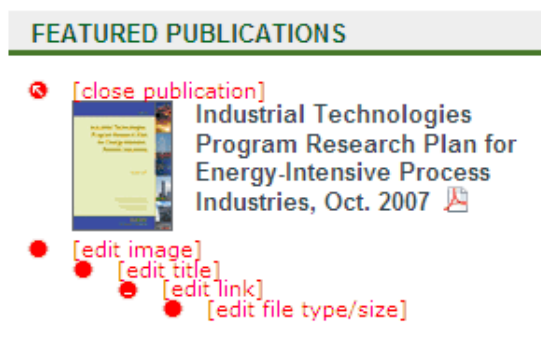 FEATURED PUBLICATIONS
[close publication]
Industrial Technologies
Program Research Plan for
Energy-Intensive Process
Industries, Oct. 2007
[edit image]
[edit title]
[edit link]
[edit file type/size]